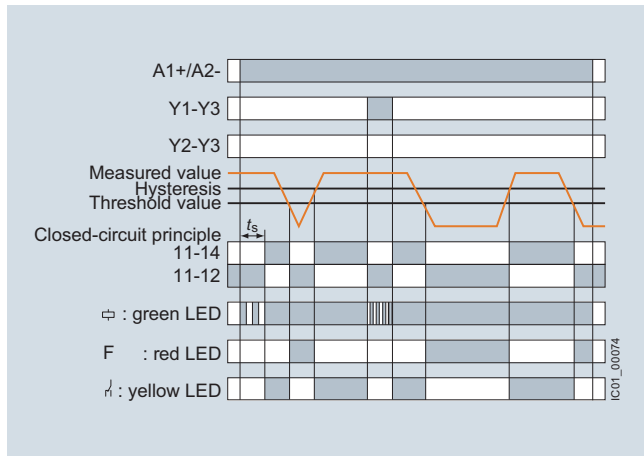 A1+/A2-
Y1-Y3
Y2-Y3
Measured value
Hysteresis
Threshold value
Closed-circuit principle
ts
11-14
11-12
: green LED
F : red LED
: yellow LED
IC01_00074